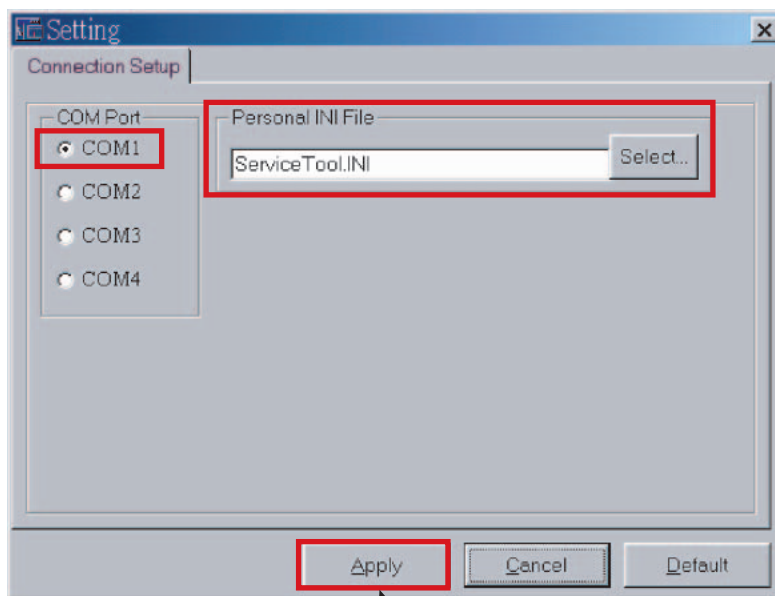 Setting
Connection Setup
COM Port
COM1
COM2
COM3
COM4
Personal INI File
ServiceTool.INI
Select...
Apply
Cancel
Default